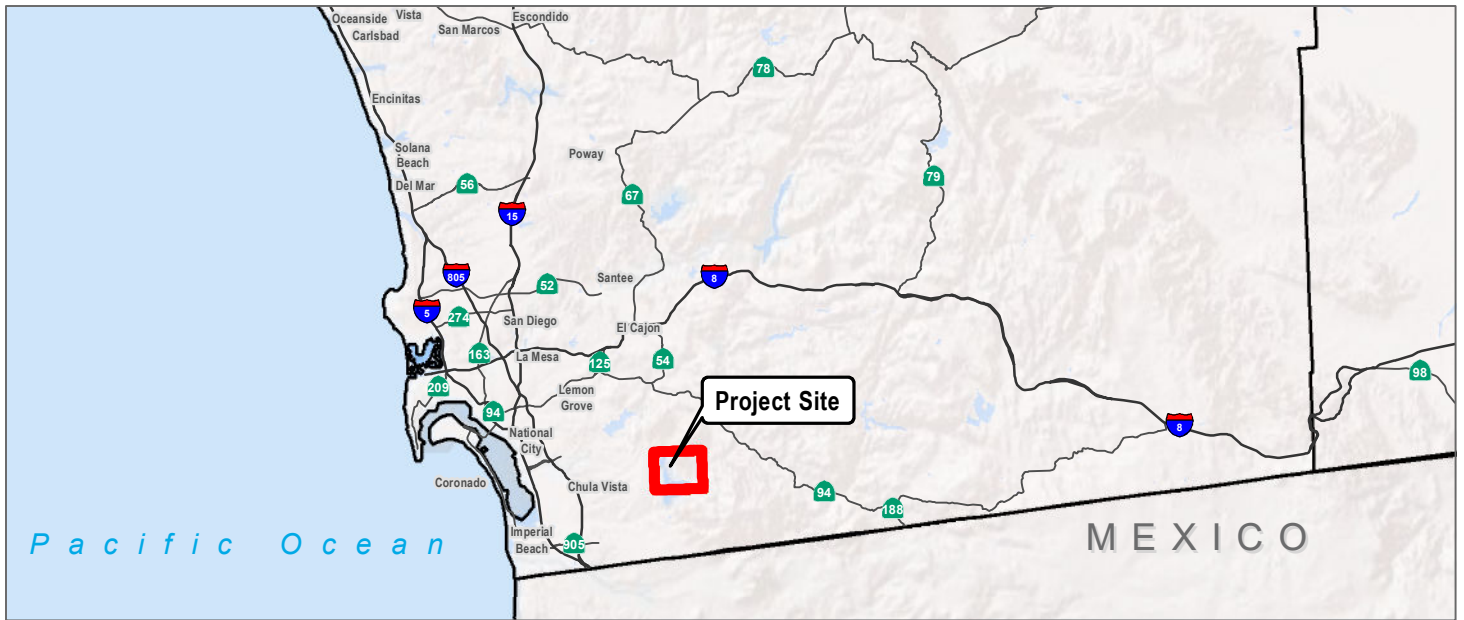 Oceanside
Vista
Escondido
Carlsbad
San Marcos
78
Encinitas
Solana
Beach
Poway
Del Mar
56
67
79
15
805
52
Santee
8
5
274
San Diego
El Cajon
163
La Mesa
125
54
98
209
Lemon
Grove
94
Project Site
National
City
8
Coronado
Chula Vista
94
188
Imperial
Beach
905
Pacific Ocean
MEXICO